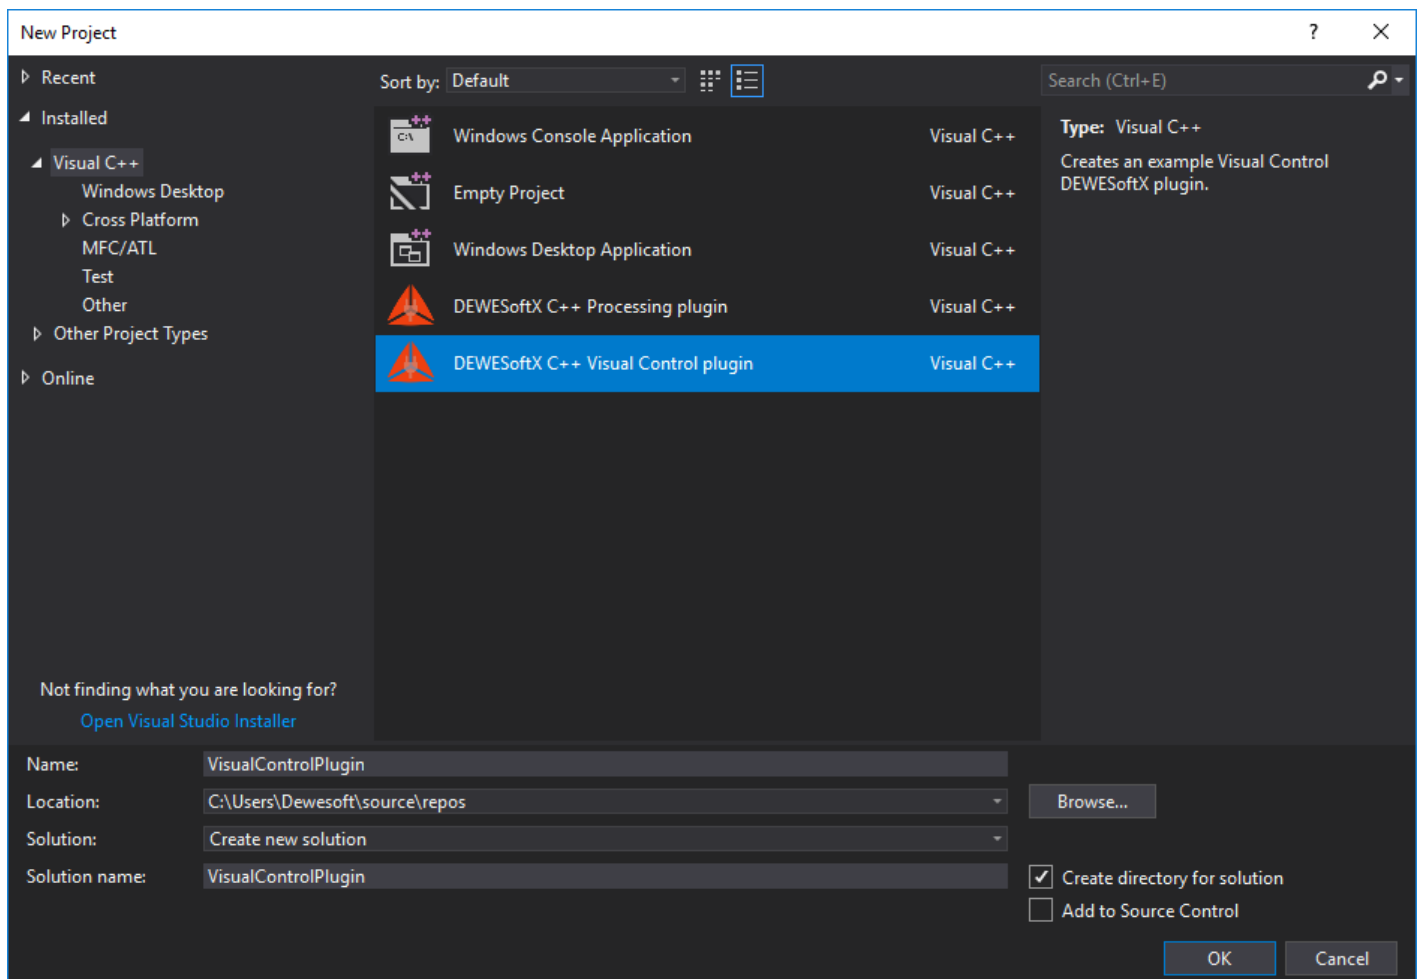 New Project
?
Recent
Installed
Visual C++
Windows Desktop
Cross Platform
MFC/ATL
Test
Other
Other Project Types
Online
Not finding what you are looking for?
Open Visual Studio Installer
Sort by: Default
C:\
Windows Console Application Visual C++
Empty Project Visual C++
Windows Desktop Application Visual C++
DEWESoftX C++ Processing plugin Visual C++
DEWESoftX C++ Visual Control plugin Visual C++
Search (Ctrl+E)
Type: Visual C++
Creates an example Visual Control
DEWESoftX plugin.
Name: VisualControlPlugin
Location: C:\Users\Dewesoft\source\repos Browse...
Solution: Create new solution
Solution name: VisualControlPlugin
Create directory for solution
Add to Source Control
OK Cancel